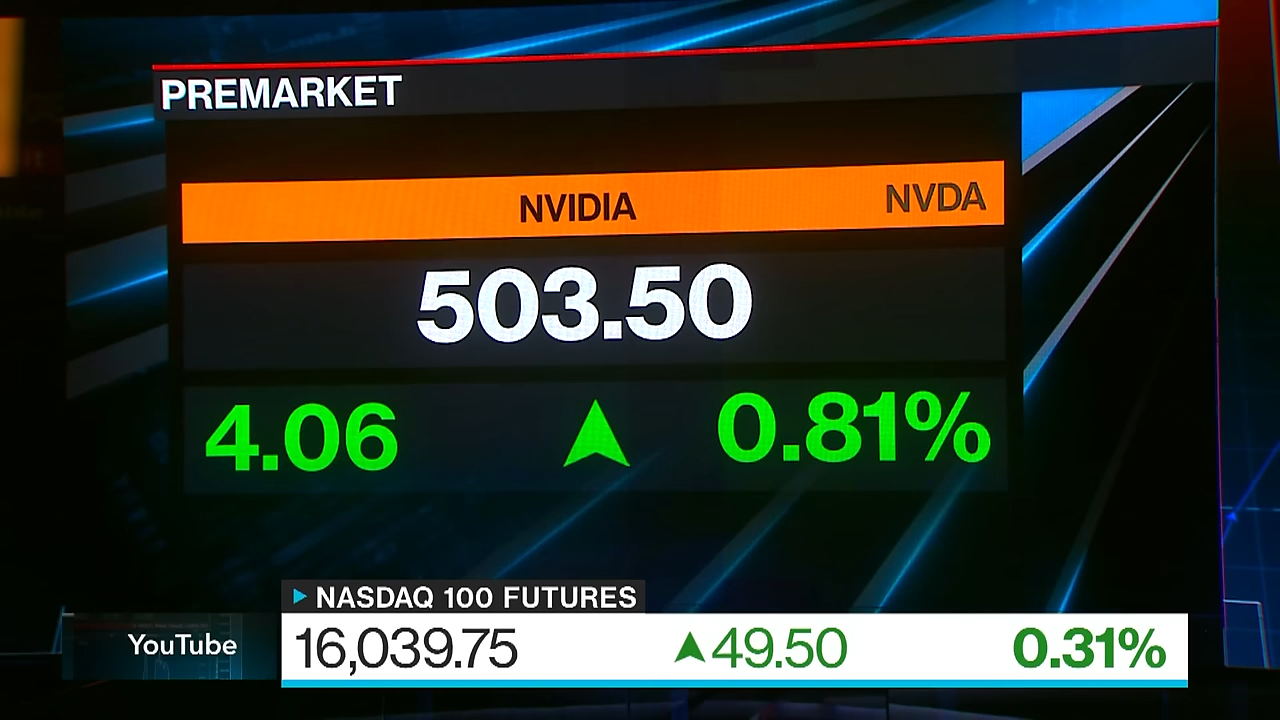 PREMARKET
NVIDIA NVDA
503.50
4.06 ▲ 0.81%
NASDAQ 100 FUTURES
YouTube 16,039.75 ▲49.50 0.31%